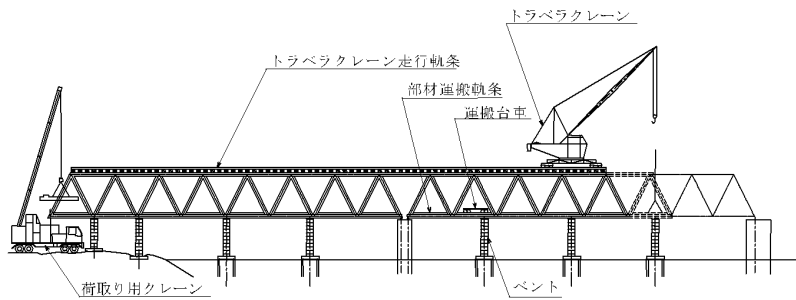 トラベラクレーン
トラベラクレーン走行軌条
部材運搬軌条
運搬台車
荷取り用クレーン
ベント